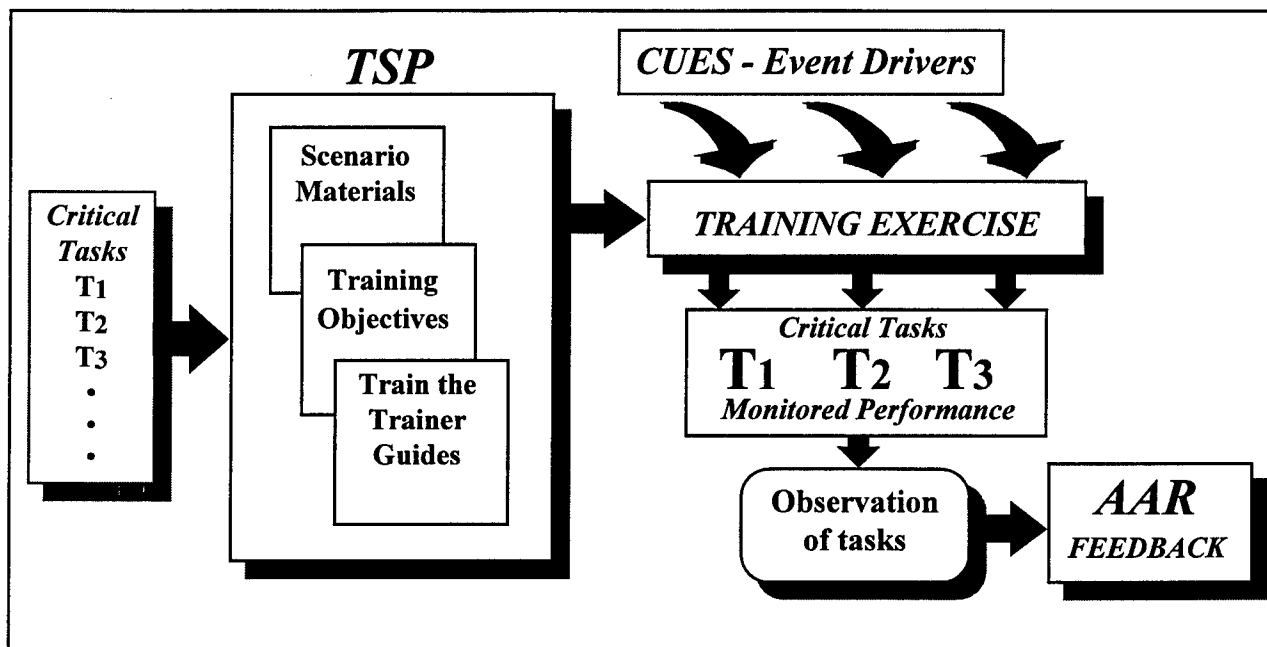 TSP
CUES - Event Drivers
Scenario
Materials
Critical
Tasks
T1
T2
T3
Training
Objectives
Train the
Trainer
Guides
TRAINING EXERCISE
Critical Tasks
T1 T2 T3
Monitored Performance
Observation
of tasks
AAR
FEEDBACK